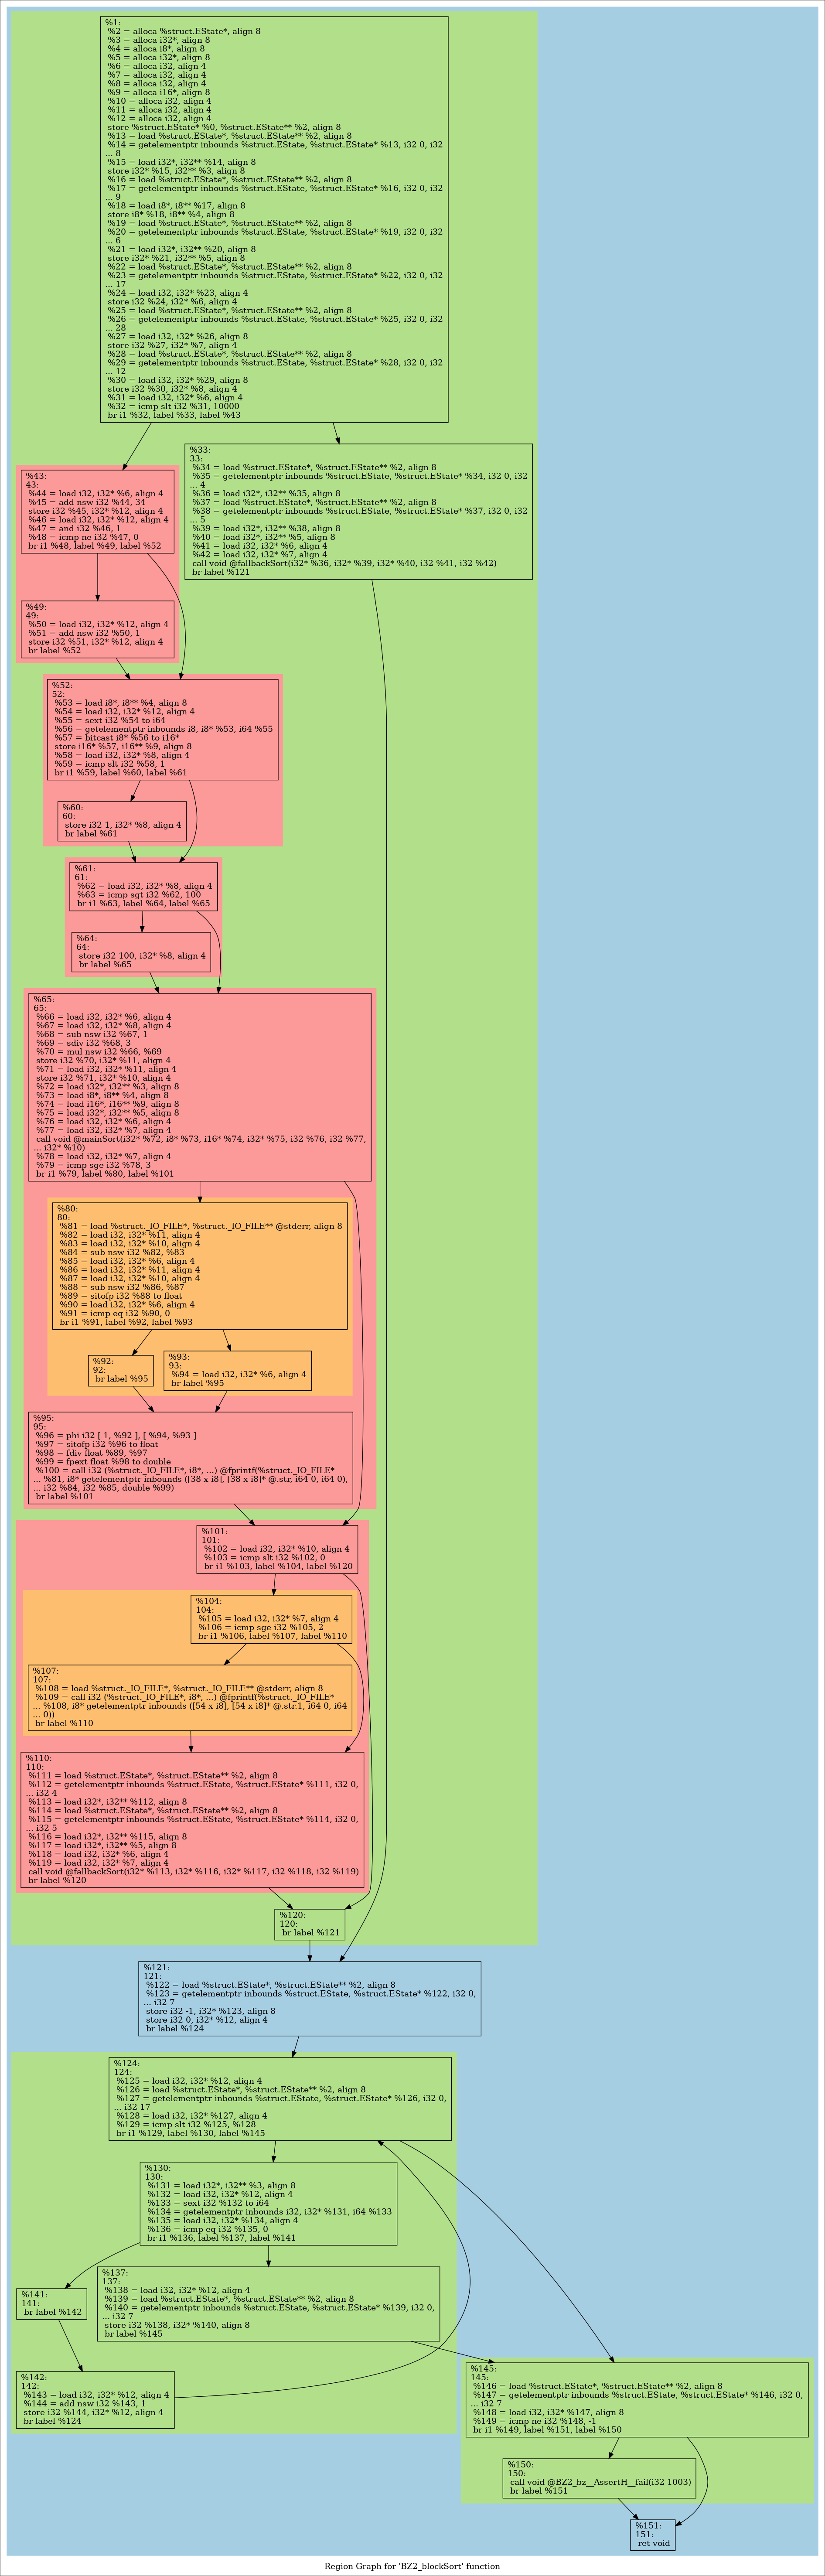 %1:
%2 = alloca %struct.EState*, align 8
%3 = alloca i32*, align 8
%4 = alloca i8*, align 8
%5 = alloca i32*, align 8
%6 = alloca i32, align 4
%7 = alloca i32, align 4
%8 = alloca i32, align 4
%9 = alloca i16*, align 8
%10 = alloca i32, align 4
%11 = alloca i32, align 4
%12 = alloca i32, align 4
store %struct.EState* %0, %struct.EState** %2, align 8
%13 = load %struct.EState*, %struct.EState** %2, align 8
%14 = getelementptr inbounds %struct.EState, %struct.EState* %13, i32 0, i32
... 8
%15 = load i32*, i32** %14, align 8
store i32* %15, i32** %3, align 8
%16 = load %struct.EState*, %struct.EState** %2, align 8
%17 = getelementptr inbounds %struct.EState, %struct.EState* %16, i32 0, i32
... 9
%18 = load i8*, i8** %17, align 8
store i8* %18, i8** %4, align 8
%19 = load %struct.EState*, %struct.EState** %2, align 8
%20 = getelementptr inbounds %struct.EState, %struct.EState* %19, i32 0, i32
... 6
%21 = load i32*, i32** %20, align 8
store i32* %21, i32** %5, align 8
%22 = load %struct.EState*, %struct.EState** %2, align 8
%23 = getelementptr inbounds %struct.EState, %struct.EState* %22, i32 0, i32
... 17
%24 = load i32, i32* %23, align 4
store i32 %24, i32* %6, align 4
%25 = load %struct.EState*, %struct.EState** %2, align 8
%26 = getelementptr inbounds %struct.EState, %struct.EState* %25, i32 0, i32
... 28
%27 = load i32, i32* %26, align 8
store i32 %27, i32* %7, align 4
%28 = load %struct.EState*, %struct.EState** %2, align 8
%29 = getelementptr inbounds %struct.EState, %struct.EState* %28, i32 0, i32
... 12
%30 = load i32, i32* %29, align 8
store i32 %30, i32* %8, align 4
%31 = load i32, i32* %6, align 4
%32 = icmp slt i32 %31, 10000
br i1 %32, label %33, label %43
%33:
33:
%34 = load %struct.EState*, %struct.EState** %2, align 8
%35 = getelementptr inbounds %struct.EState, %struct.EState* %34, i32 0, i32
... 4
%36 = load i32*, i32** %35, align 8
%37 = load %struct.EState*, %struct.EState** %2, align 8
%38 = getelementptr inbounds %struct.EState, %struct.EState* %37, i32 0, i32
... 5
%39 = load i32*, i32** %38, align 8
%40 = load i32*, i32** %5, align 8
%41 = load i32, i32* %6, align 4
%42 = load i32, i32* %7, align 4
call void @fallbackSort(i32* %36, i32* %39, i32* %40, i32 %41, i32 %42)
br label %121
%43:
43:
%44 = load i32, i32* %6, align 4
%45 = add nsw i32 %44, 34
store i32 %45, i32* %12, align 4
%46 = load i32, i32* %12, align 4
%47 = and i32 %46, 1
%48 = icmp ne i32 %47, 0
br i1 %48, label %49, label %52
%49:
49:
%50 = load i32, i32* %12, align 4
%51 = add nsw i32 %50, 1
store i32 %51, i32* %12, align 4
br label %52
%52:
52:
%53 = load i8*, i8** %4, align 8
%54 = load i32, i32* %12, align 4
%55 = sext i32 %54 to i64
%56 = getelementptr inbounds i8, i8* %53, i64 %55
%57 = bitcast i8* %56 to i16*
store i16* %57, i16** %9, align 8
%58 = load i32, i32* %8, align 4
%59 = icmp slt i32 %58, 1
br i1 %59, label %60, label %61
%60:
60:
store i32 1, i32* %8, align 4
br label %61
%61:
61:
%62 = load i32, i32* %8, align 4
%63 = icmp sgt i32 %62, 100
br i1 %63, label %64, label %65
%64:
64:
store i32 100, i32* %8, align 4
br label %65
%65:
65:
%66 = load i32, i32* %6, align 4
%67 = load i32, i32* %8, align 4
%68 = sub nsw i32 %67, 1
%69 = sdiv i32 %68, 3
%70 = mul nsw i32 %66, %69
store i32 %70, i32* %11, align 4
%71 = load i32, i32* %11, align 4
store i32 %71, i32* %10, align 4
%72 = load i32*, i32** %3, align 8
%73 = load i8*, i8** %4, align 8
%74 = load i16*, i16** %9, align 8
%75 = load i32*, i32** %5, align 8
%76 = load i32, i32* %6, align 4
%77 = load i32, i32* %7, align 4
call void @mainSort(i32* %72, i8* %73, i16* %74, i32* %75, i32 %76, i32 %77,
... i32* %10)
%78 = load i32, i32* %7, align 4
%79 = icmp sge i32 %78, 3
br i1 %79, label %80, label %101
%80:
80:
%81 = load %struct._IO_FILE*, %struct._IO_FILE** @stderr, align 8
%82 = load i32, i32* %11, align 4
%83 = load i32, i32* %10, align 4
%84 = sub nsw i32 %82, %83
%85 = load i32, i32* %6, align 4
%86 = load i32, i32* %11, align 4
%87 = load i32, i32* %10, align 4
%88 = sub nsw i32 %86, %87
%89 = sitofp i32 %88 to float
%90 = load i32, i32* %6, align 4
%91 = icmp eq i32 %90, 0
br i1 %91, label %92, label %93
%92:
92:
br label %95
%93:
93:
%94 = load i32, i32* %6, align 4
br label %95
%95:
95:
%96 = phi i32 [ 1, %92 ], [ %94, %93 ]
%97 = sitofp i32 %96 to float
%98 = fdiv float %89, %97
%99 = fpext float %98 to double
%100 = call i32 (%struct._IO_FILE*, i8*, ...) @fprintf(%struct._IO_FILE*
... %81, i8* getelementptr inbounds ([38 x i8], [38 x i8]* @.str, i64 0, i64 0),
... i32 %84, i32 %85, double %99)
br label %101
%101:
101:
%102 = load i32, i32* %10, align 4
%103 = icmp slt i32 %102, 0
br i1 %103, label %104, label %120
%104:
104:
%105 = load i32, i32* %7, align 4
%106 = icmp sge i32 %105, 2
br i1 %106, label %107, label %110
%107:
107:
%108 = load %struct._IO_FILE*, %struct._IO_FILE** @stderr, align 8
%109 = call i32 (%struct._IO_FILE*, i8*, ...) @fprintf(%struct._IO_FILE*
... %108, i8* getelementptr inbounds ([54 x i8], [54 x i8]* @.str.1, i64 0, i64
... 0))
br label %110
%110:
110:
%111 = load %struct.EState*, %struct.EState** %2, align 8
%112 = getelementptr inbounds %struct.EState, %struct.EState* %111, i32 0,
... i32 4
%113 = load i32*, i32** %112, align 8
%114 = load %struct.EState*, %struct.EState** %2, align 8
%115 = getelementptr inbounds %struct.EState, %struct.EState* %114, i32 0,
... i32 5
%116 = load i32*, i32** %115, align 8
%117 = load i32*, i32** %5, align 8
%118 = load i32, i32* %6, align 4
%119 = load i32, i32* %7, align 4
call void @fallbackSort(i32* %113, i32* %116, i32* %117, i32 %118, i32 %119)
br label %120
%120:
120:
br label %121
%121:
121:
%122 = load %struct.EState*, %struct.EState** %2, align 8
%123 = getelementptr inbounds %struct.EState, %struct.EState* %122, i32 0,
... i32 7
store i32 -1, i32* %123, align 8
store i32 0, i32* %12, align 4
br label %124
%124:
124:
%125 = load i32, i32* %12, align 4
%126 = load %struct.EState*, %struct.EState** %2, align 8
%127 = getelementptr inbounds %struct.EState, %struct.EState* %126, i32 0,
... i32 17
%128 = load i32, i32* %127, align 4
%129 = icmp slt i32 %125, %128
br i1 %129, label %130, label %145
%130:
130:
%131 = load i32*, i32** %3, align 8
%132 = load i32, i32* %12, align 4
%133 = sext i32 %132 to i64
%134 = getelementptr inbounds i32, i32* %131, i64 %133
%135 = load i32, i32* %134, align 4
%136 = icmp eq i32 %135, 0
br i1 %136, label %137, label %141
%137:
137:
%138 = load i32, i32* %12, align 4
%139 = load %struct.EState*, %struct.EState** %2, align 8
%140 = getelementptr inbounds %struct.EState, %struct.EState* %139, i32 0,
... i32 7
store i32 %138, i32* %140, align 8
br label %145
%141:
141:
br label %142
%142:
142:
%143 = load i32, i32* %12, align 4
%144 = add nsw i32 %143, 1
store i32 %144, i32* %12, align 4
br label %124
%145:
145:
%146 = load %struct.EState*, %struct.EState** %2, align 8
%147 = getelementptr inbounds %struct.EState, %struct.EState* %146, i32 0,
... i32 7
%148 = load i32, i32* %147, align 8
%149 = icmp ne i32 %148, -1
br i1 %149, label %151, label %150
%150:
150:
call void @BZ2_bz__AssertH__fail(i32 1003)
br label %151
%151:
151:
ret void
Region Graph for 'BZ2_blockSort' function